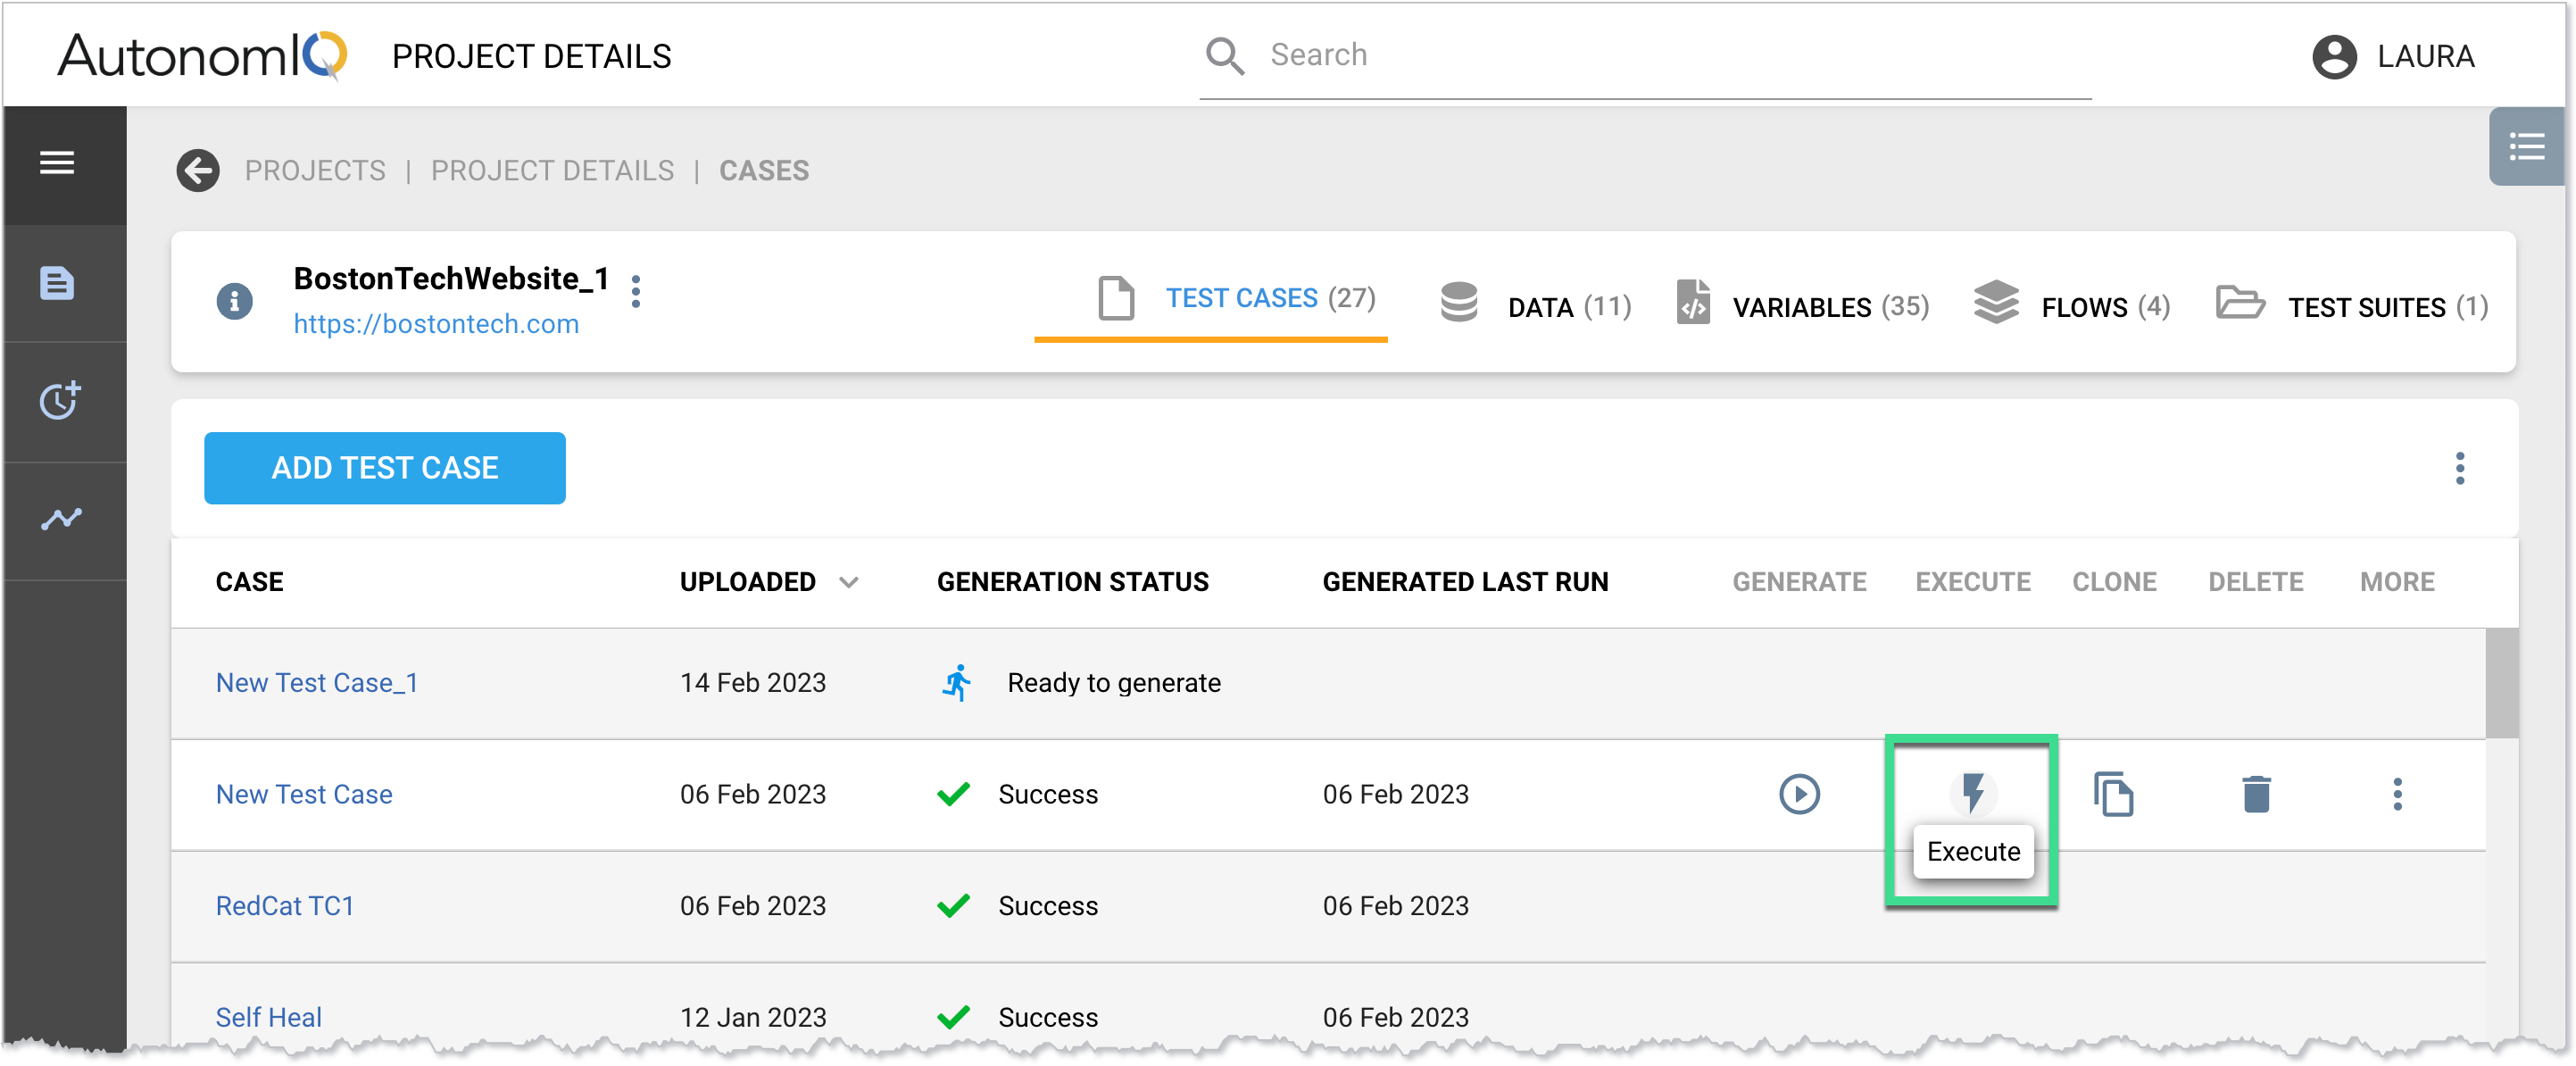 AutonomIQ PROJECT DETAILS Search LAURA
PROJECTS | PROJECT DETAILS | CASES
BostonTechWebsite_1
https://bostontech.com
TEST CASES (27) DATA (11) VARIABLES (35) FLOWS (4) TEST SUITES (1)
ADD TEST CASE
CASE UPLOADED GENERATION STATUS GENERATED LAST RUN GENERATE EXECUTE CLONE DELETE MORE
New Test Case_1 14 Feb 2023 Ready to generate
New Test Case 06 Feb 2023 Success 06 Feb 2023
Execute
RedCat TC1 06 Feb 2023 Success 06 Feb 2023
Self Heal 12 Jan 2023 Success 06 Feb 2023